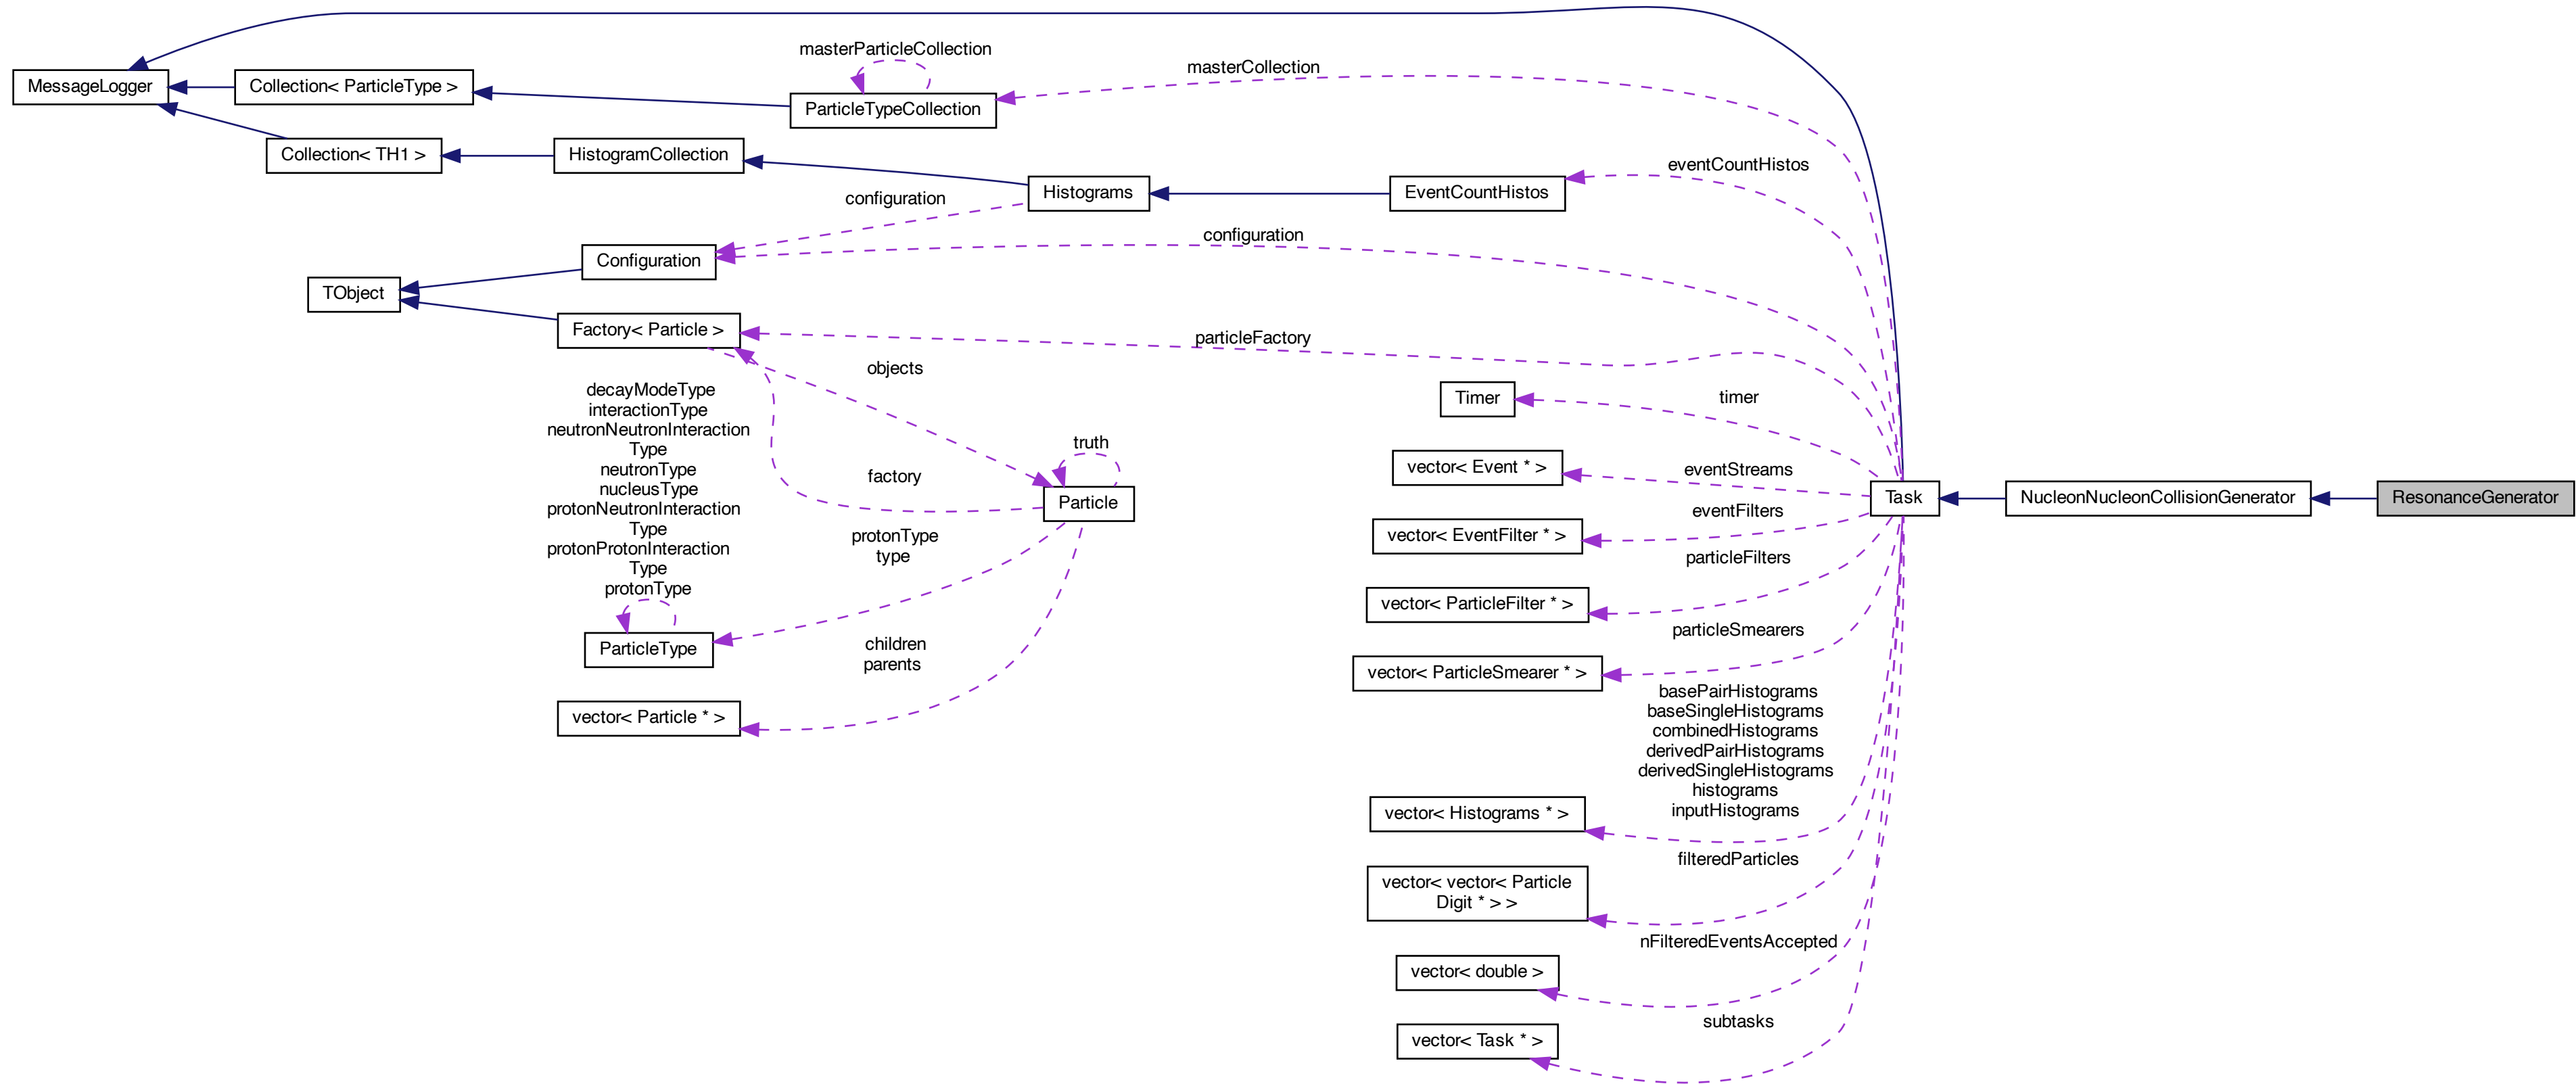 masterParticleCollection
masterCollection
MessageLogger
Collection< ParticleType >
ParticleTypeCollection
Collection< TH1 >
HistogramCollection
eventCountHistos
Histograms
EventCountHistos
configuration
configuration
Configuration
TObject
Factory< Particle >
particleFactory
objects
decayModeType
interactionType
neutronNeutronInteraction
Type
neutronType
nucleusType
protonNeutronInteraction
Type
protonProtonInteraction
Type
protonType
ParticleType
truth
factory
Particle
protonType
type
children
parents
vector< Particle * >
timer
Timer
eventStreams
vector< Event * >
Task
NucleonNucleonCollisionGenerator
ResonanceGenerator
eventFilters
vector< EventFilter * >
particleFilters
vector< ParticleFilter * >
particleSmearers
vector< ParticleSmearer * >
basePairHistograms
baseSingleHistograms
combinedHistograms
derivedPairHistograms
derivedSingleHistograms
histograms
inputHistograms
vector< Histograms * >
filteredParticles
vector< vector< Particle
Digit * > >
nFilteredEventsAccepted
vector< double >
subtasks
vector< Task * >